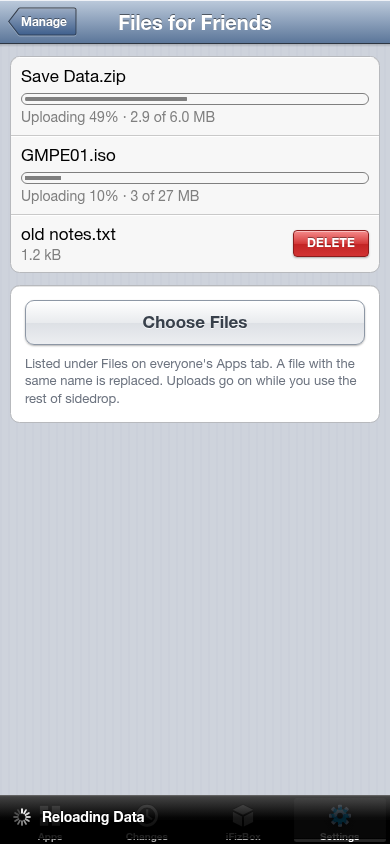 Manage
Files for Friends
Save Data.zip
Uploading 49% · 2.9 of 6.0 MB
GMPE01.iso
Uploading 10% · 3 of 27 MB
old notes.txt
DELETE
1.2 kB
Choose Files
Listed under Files on everyone's Apps tab. A file with the
same name is replaced. Uploads go on while you use the
rest of sidedrop.
Reloading Data
Apps
Changes
iFizBox
Settings